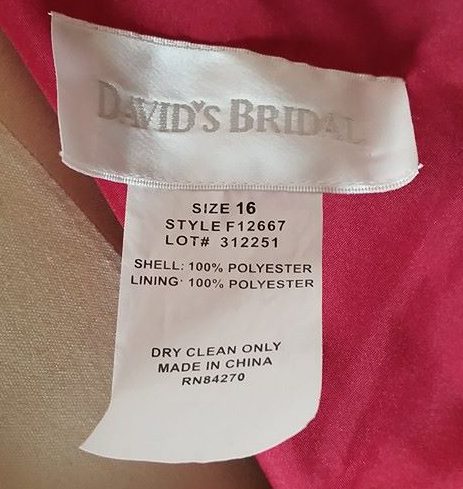 DAVID'S BRIDAL
SIZE 16
STYLE F12667
LOT# 312251
SHELL: 100% POLYESTER
LINING: 100% POLYESTER
DRY CLEAN ONLY
MADE IN CHINA
RN84270